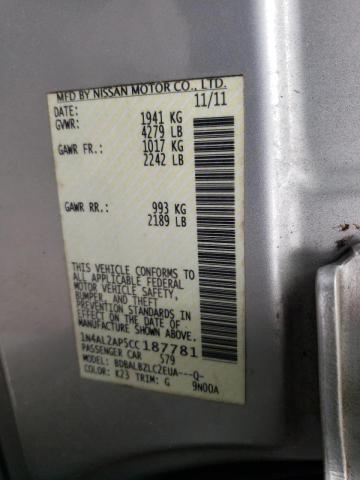 MFD BY NISSAN MOTOR CO., LTD.
DATE: 11/11
GVWR: 1941 KG
4279 LB
GAWR FR.: 1017 KG
2242 LB
GAWR RR.: 993 KG
2189 LB
THIS VEHICLE CONFORMS TO
ALL APPLICABLE FEDERAL
MOTOR VEHICLE SAFETY,
BUMPER, AND THEFT
PREVENTION STANDARDS IN
EFFECT ON THE DATE OF
MANUFACTURE SHOWN ABOVE.
1N4AL2AP5CC187781
PASSENGER CAR 579
MODEL: BDBALBZLC2EUA---Q-
COLOR: K23 TRIM: G 9N00A